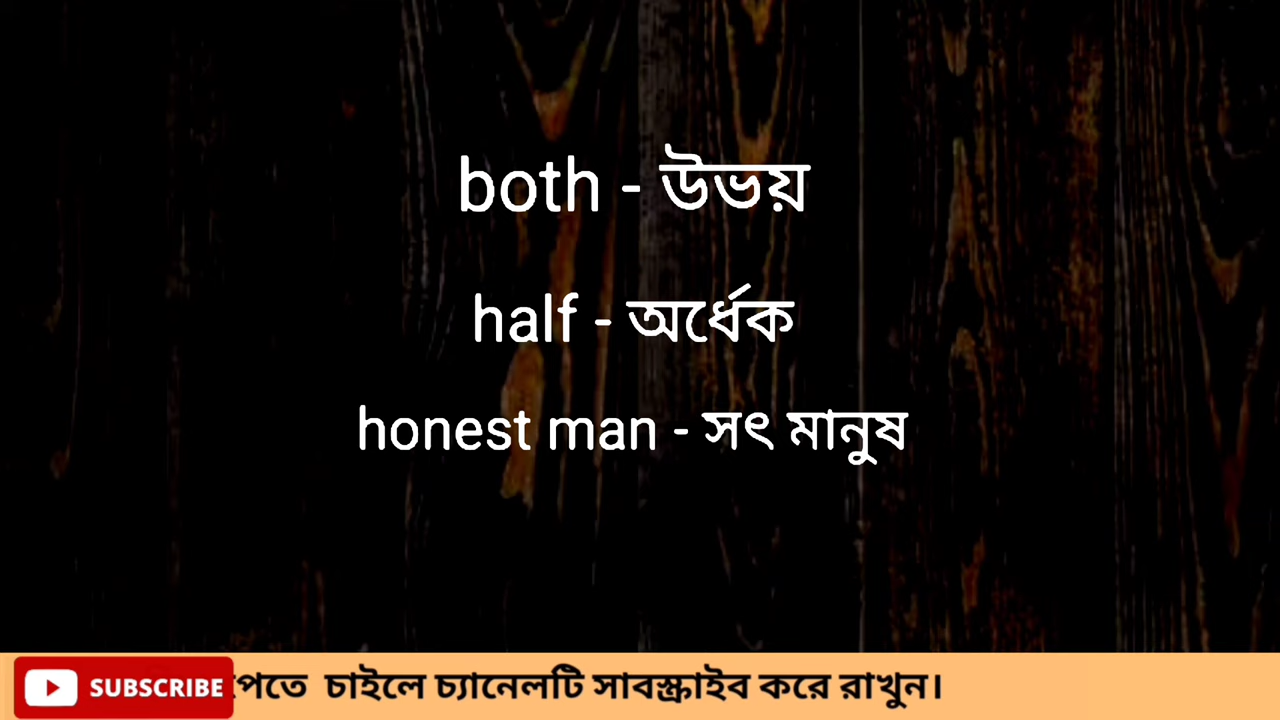 both - উভয়
half - অর্ধেক
honest man - সৎ মানুষ
SUBSCRIBE চাইলে চ্যানেলটি সাবস্ক্রাইব করে রাখুন।